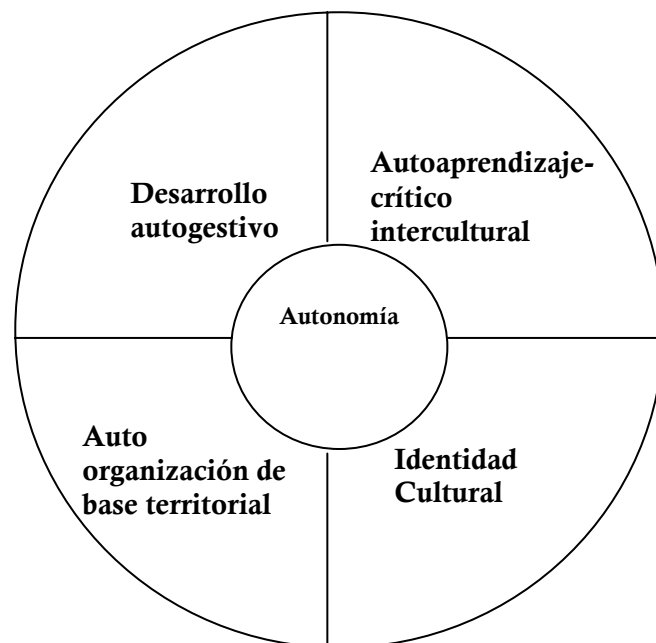 Desarrollo
autogestivo
Autoaprendizaje-
crítico
intercultural
Autonomía
Auto
organización de
base territorial
Identidad
Cultural